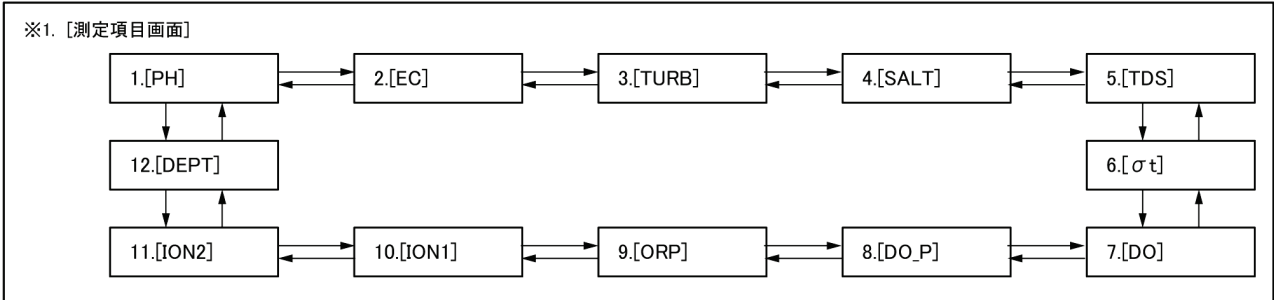 ※1. [測定項目画面]
1.[PH]
2.[EC]
3.[TURB]
4.[SALT]
5.[TDS]
12.[DEPT]
6.[σt]
11.[ION2]
10.[ION1]
9.[ORP]
8.[DO_P]
7.[DO]